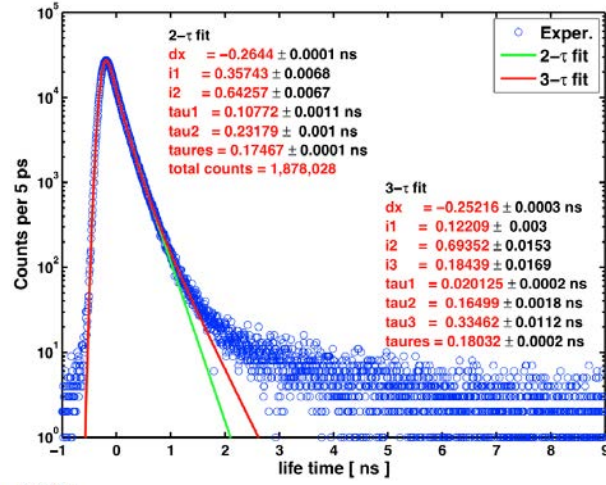 2−τ fit
dx = −0.2644 ± 0.0001 ns
i1 = 0.35743 ± 0.0068
i2 = 0.64257 ± 0.0067
tau1 = 0.10772 ± 0.0011 ns
tau2 = 0.23179 ± 0.001 ns
taures = 0.17467 ± 0.0001 ns
total counts = 1,878,028
Exper.
2−τ fit
3−τ fit
3−τ fit
dx = −0.25216 ± 0.0003 ns
i1 = 0.12209 ± 0.003
i2 = 0.69352 ± 0.0153
i3 = 0.18439 ± 0.0169
tau1 = 0.020125 ± 0.0002 ns
tau2 = 0.16499 ± 0.0018 ns
tau3 = 0.33462 ± 0.0112 ns
taures = 0.18032 ± 0.0002 ns
Counts per 5 ps
10^5
10^4
10^3
10^2
10^1
10^0
−1 0 1 2 3 4 5 6 7 8 9
life time [ ns ]